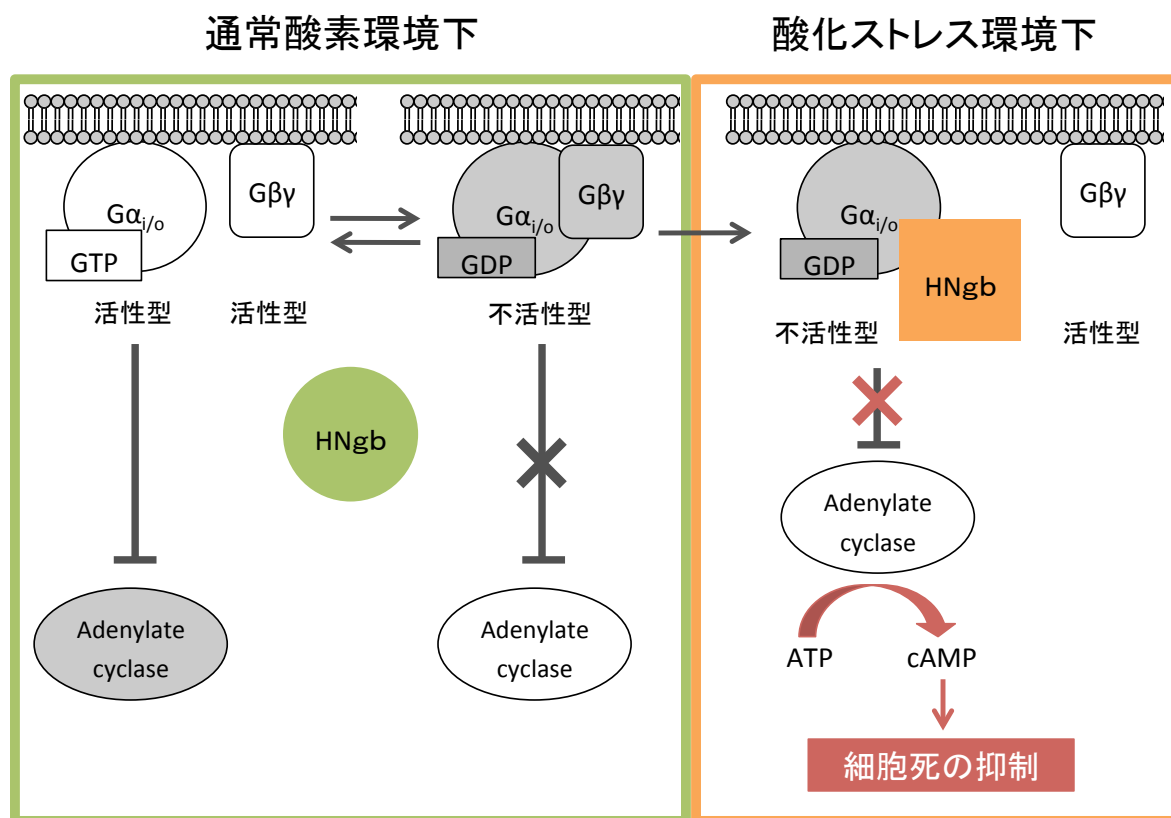 通常酸素環境下
酸化ストレス環境下
Gαi/o
Gβγ
GTP
活性型
活性型
Gαi/o
Gβγ
GDP
不活性型
HNgb
Adenylate
cyclase
Adenylate
cyclase
Gαi/o
GDP
HNgb
Gβγ
不活性型
活性型
Adenylate
cyclase
ATP
cAMP
細胞死の抑制